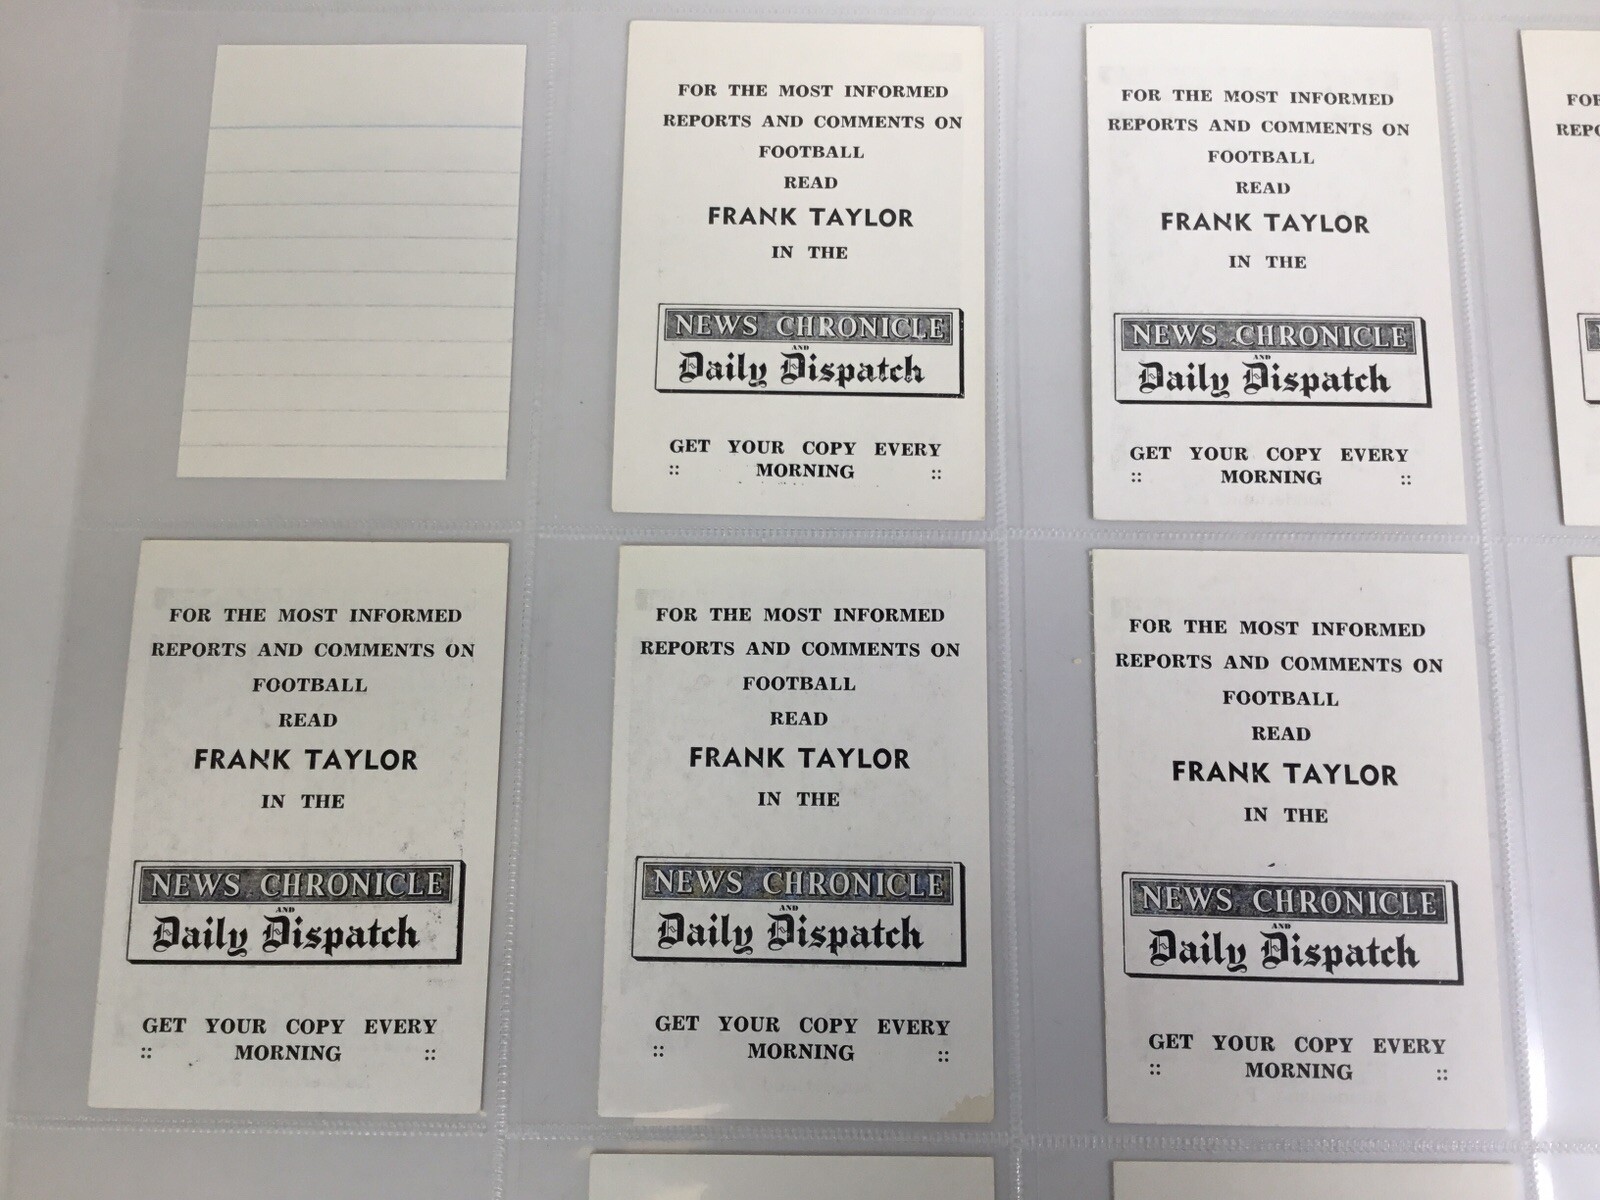 FOR THE MOST INFORMED
REPORTS AND COMMENTS ON
FOOTBALL
READ
FRANK TAYLOR
IN THE
NEWS CHRONICLE
AND
Daily Dispatch
GET YOUR COPY EVERY
:: MORNING ::
FOR THE MOST INFORMED
REPORTS AND COMMENTS ON
FOOTBALL
READ
FRANK TAYLOR
IN THE
NEWS CHRONICLE
AND
Daily Dispatch
GET YOUR COPY EVERY
:: MORNING ::
FOR THE MOST INFORMED
REPORTS AND COMMENTS ON
FOOTBALL
READ
FRANK TAYLOR
IN THE
NEWS CHRONICLE
AND
Daily Dispatch
GET YOUR COPY EVERY
:: MORNING ::
FOR THE MOST INFORMED
REPORTS AND COMMENTS ON
FOOTBALL
READ
FRANK TAYLOR
IN THE
NEWS CHRONICLE
AND
Daily Dispatch
GET YOUR COPY EVERY
:: MORNING ::
FOR THE MOST INFORMED
REPORTS AND COMMENTS ON
FOOTBALL
READ
FRANK TAYLOR
IN THE
NEWS CHRONICLE
AND
Daily Dispatch
GET YOUR COPY EVERY
:: MORNING ::